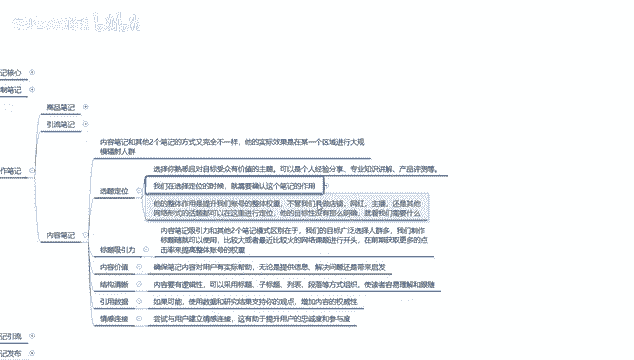 记核心
制笔记
商品笔记
引流笔记
作笔记
内容笔记和其他2个笔记的方式又完全不一样，他的实际效果是在某一个区域进行大规
模辐射人群
选择你熟悉且对目标受众有价值的主题。可以是个人经验分享、专业知识讲解、产品评测等。
选题定位
我们在选择定位的时候，就需要确认这个笔记的作用
他的整体作用是提升我们账号的整体权重，不管我们是做店铺、网红、主播，还是其他
网络形式的话题都可以在这里进行定位，他的目标性没有那么明确，就看我们需要什么
内容笔记
内容笔记吸引力和其他2个笔记模式区别在于，我们的目标广泛选择人群多，我们制作
标题随就可以使用，比较大或者最近比较火的网络课题进行开头，在前期获取更多的点
击率来提高整体账号的权重
标题吸引力
内容价值
确保笔记内容对用户有实际帮助，无论是提供信息、解决问题还是带来启发
结构清晰
内容要有逻辑性，可以采用标题、子标题、列表、段落等方式组织，使读者容易理解和跟随
引用数据
如果可能，使用数据和研究结果支持你的观点，增加内容的权威性
情感连接
尝试与用户建立情感连接，这有助于提升用户的忠诚度和参与度
记引流
记发布